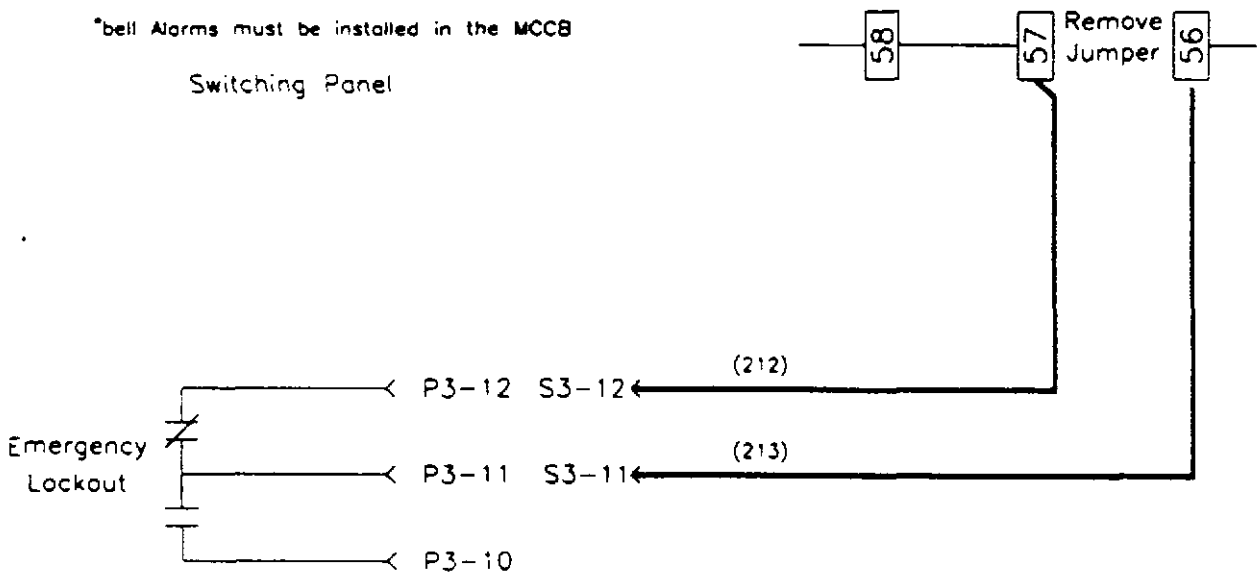 *bell Alarms must be installed in the MCCB
Switching Panel
58
57
Remove
Jumper
56
(212)
P3-12 S3-12
Emergency
Lockout
(213)
P3-11 S3-11
P3-10